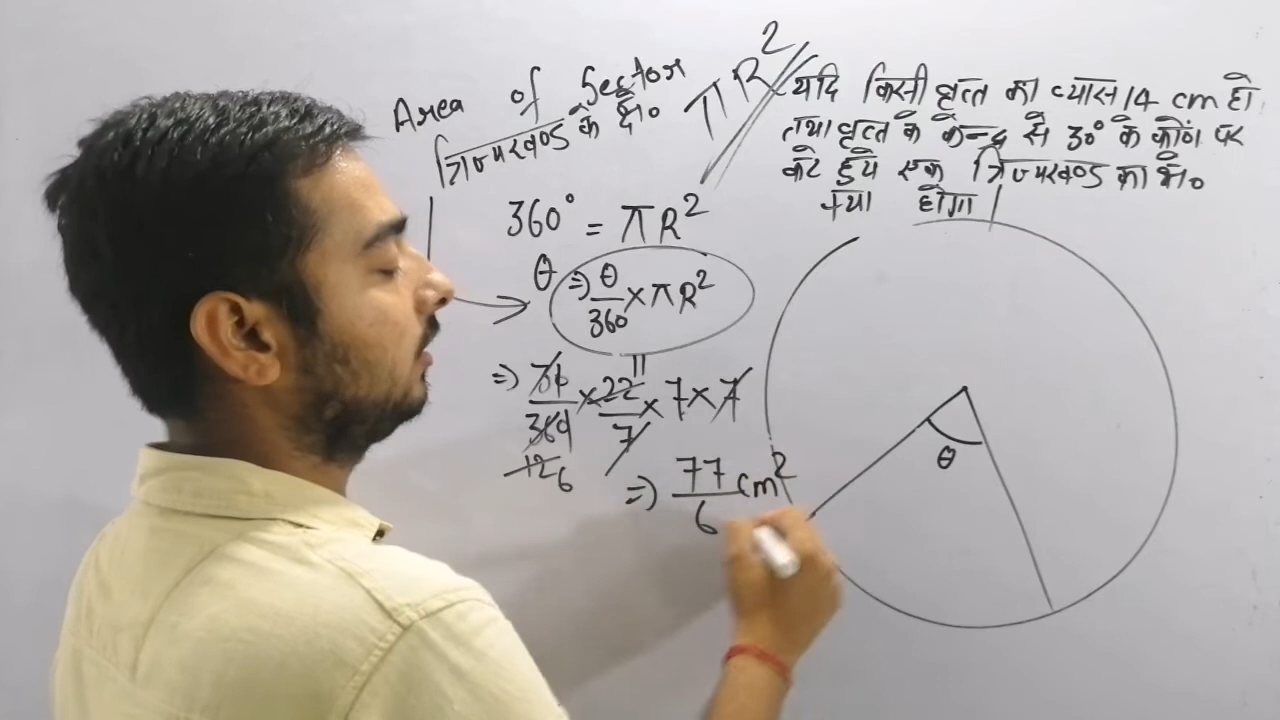 Area of Sector
त्रिज्यखण्ड के क्षे०
πR²
360° = πR²
θ ⇒ θ/360 × πR²
⇒ 30/360 × 22/7 × 7 × 7
11
12 6
⇒ 77/6 cm²
यदि किसी वृत्त का व्यास 14 cm हो
तथा वृत्त के केन्द्र से 30° के कोण पर
कटे हुये एक त्रिज्यखण्ड का क्षे०
क्या होगा |
θ